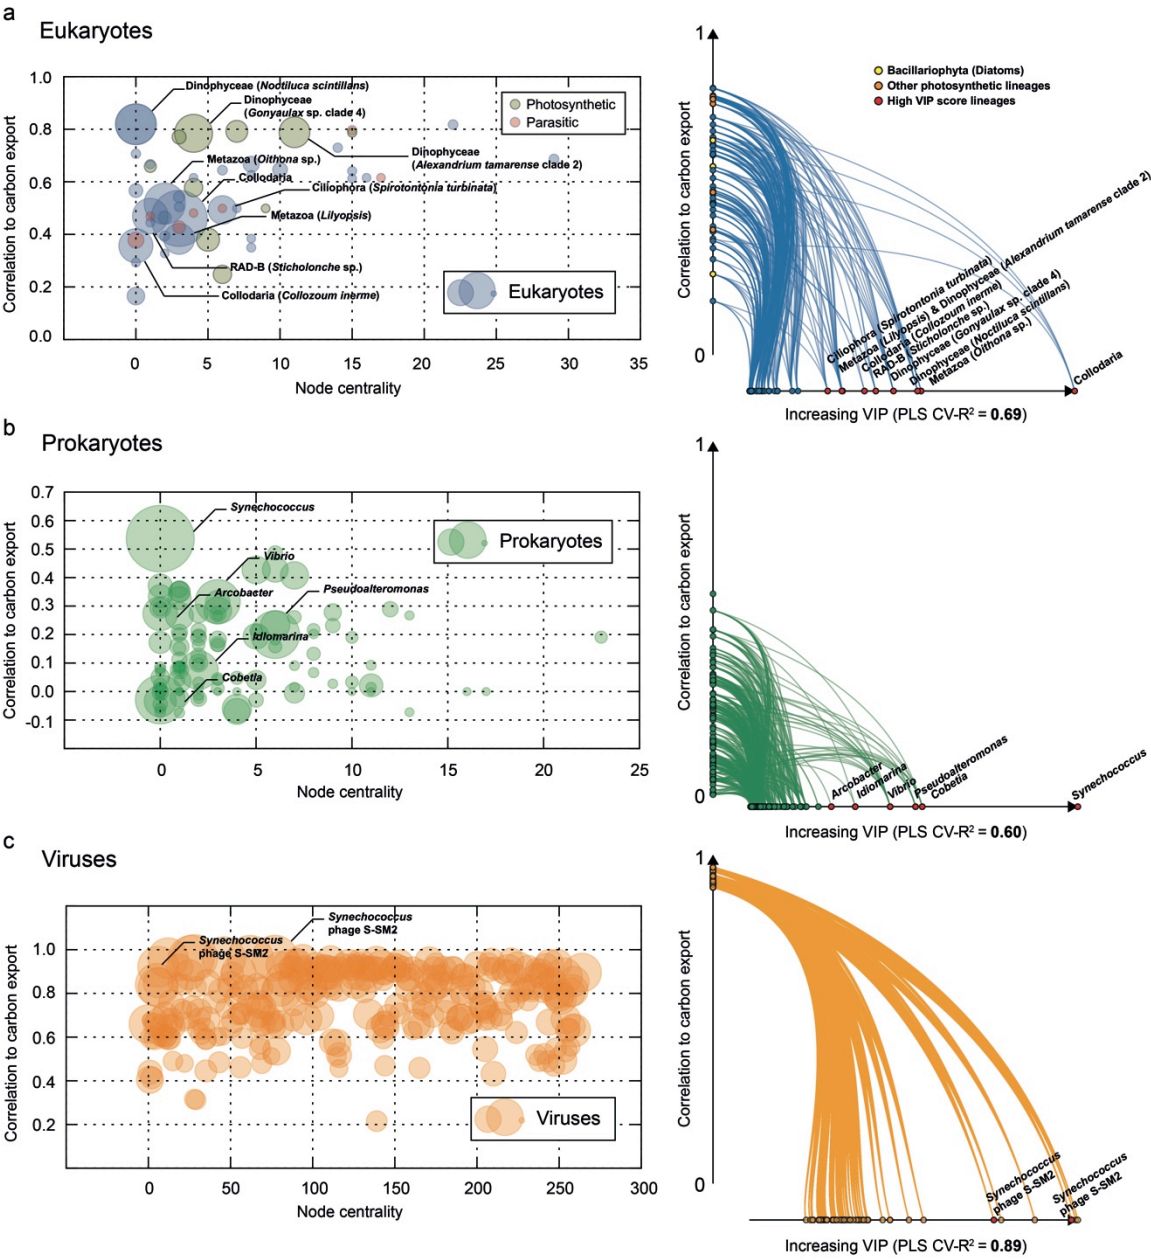 a
Eukaryotes
1.0
0.8
0.6
0.4
0.2
0.0
Correlation to carbon export
Dinophyceae (Noctiluca scintillans)
Dinophyceae
(Gonyaulax sp. clade 4)
Photosynthetic
Parasitic
Dinophyceae
(Alexandrium tamarense clade 2)
Metazoa (Oithona sp.)
Collodaria
Ciliophora (Spirotontonia turbinata)
Metazoa (Lilyopsis)
RAD-B (Sticholonche sp.)
Collodaria (Collozoum inerme)
Eukaryotes
0 5 10 15 20 25 30 35
Node centrality
1
0
Correlation to carbon export
Bacillariophyta (Diatoms)
Other photosynthetic lineages
High VIP score lineages
Ciliophora (Spirotontonia turbinata)
Metazoa (Lilyopsis) & Dinophyceae (Alexandrium tamarense clade 2)
Collodaria (Collozoum inerme)
RAD-B (Sticholonche sp.)
Dinophyceae (Gonyaulax sp. clade 4)
Dinophyceae (Noctiluca scintillans)
Metazoa (Oithona sp.)
Collodaria
Increasing VIP (PLS CV-R² = 0.69)
b
Prokaryotes
0.7
0.6
0.5
0.4
0.3
0.2
0.1
0.0
-0.1
Correlation to carbon export
Synechococcus
Prokaryotes
Vibrio
Arcobacter
Pseudoalteromonas
Idiomarina
Cobetia
0 5 10 15 20 25
Node centrality
1
0
Correlation to carbon export
Arcobacter
Idiomarina
Vibrio
Pseudoalteromonas
Cobetia
Synechococcus
Increasing VIP (PLS CV-R² = 0.60)
c
Viruses
1.0
0.8
0.6
0.4
0.2
Correlation to carbon export
Synechococcus
phage S-SM2
Synechococcus
phage S-SM2
Viruses
0 50 100 150 200 250 300
Node centrality
1
0
Correlation to carbon export
Synechococcus
phage S-SM2
Synechococcus
phage S-SM2
Increasing VIP (PLS CV-R² = 0.89)